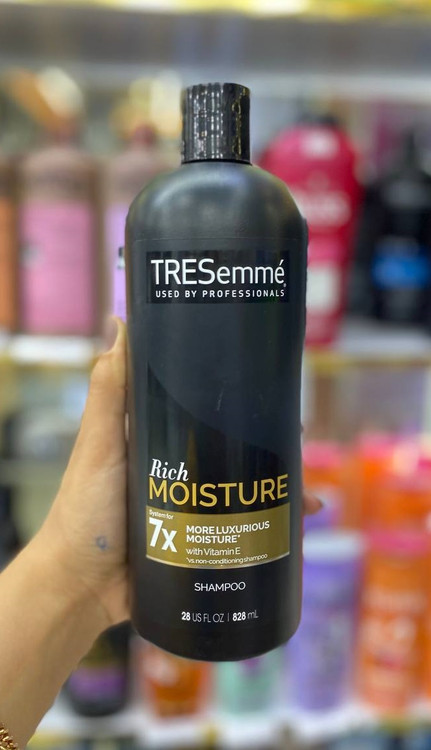 TRESemmé
USED BY PROFESSIONALS
Rich
MOISTURE
System for
7x
MORE LUXURIOUS
MOISTURE*
with Vitamin E
*vs. non-conditioning shampoo
SHAMPOO
28 US FL OZ | 828 mL